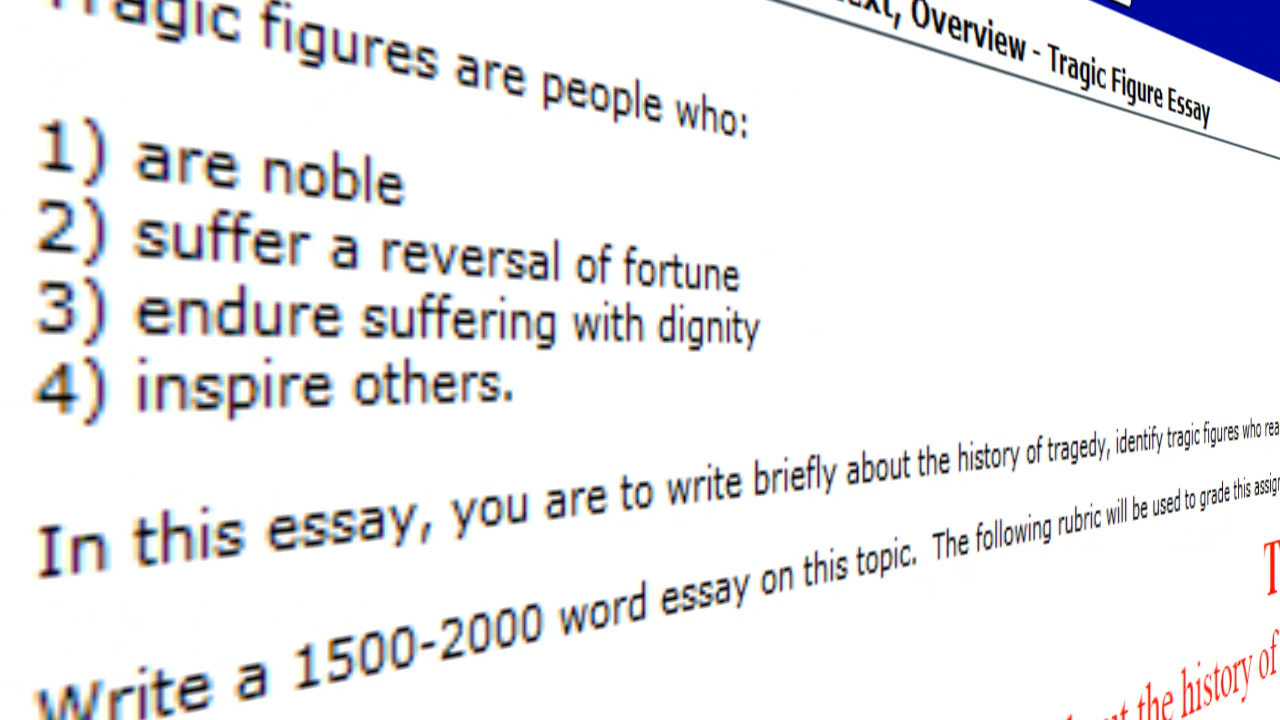 Overview - Tragic Figure Essay
figures are people who:
1) are noble
2) suffer a reversal of fortune
3) endure suffering with dignity
4) inspire others.
In this essay, you are to write briefly about the history of tragedy, identify tragic figures who
Write a 1500-2000 word essay on this topic. The following rubric will be used to grade this
the history of